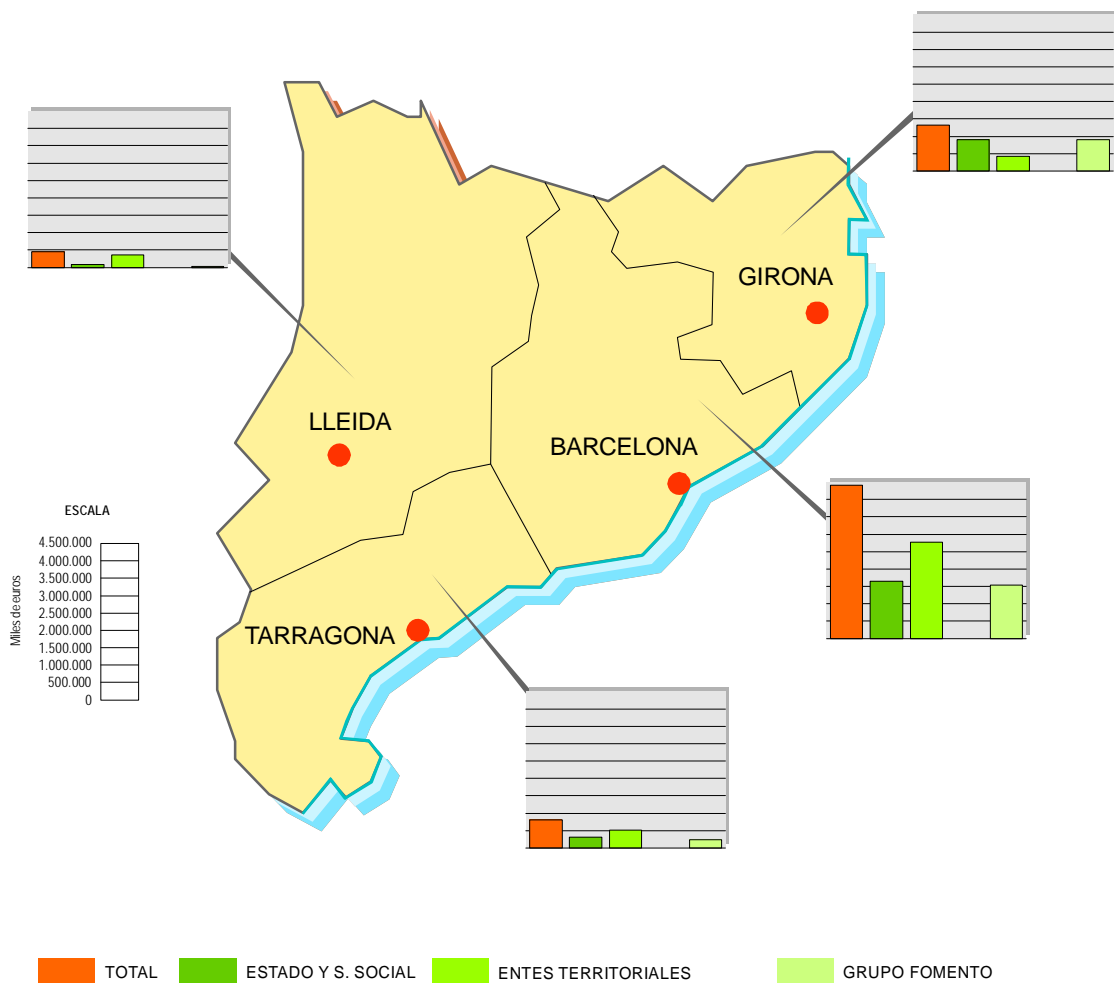 GIRONA
LLEIDA
BARCELONA
TARRAGONA
ESCALA
Miles de euros
4.500.000
4.000.000
3.500.000
3.000.000
2.500.000
2.000.000
1.500.000
1.000.000
500.000
0
TOTAL
ESTADO Y S. SOCIAL
ENTES TERRITORIALES
GRUPO FOMENTO